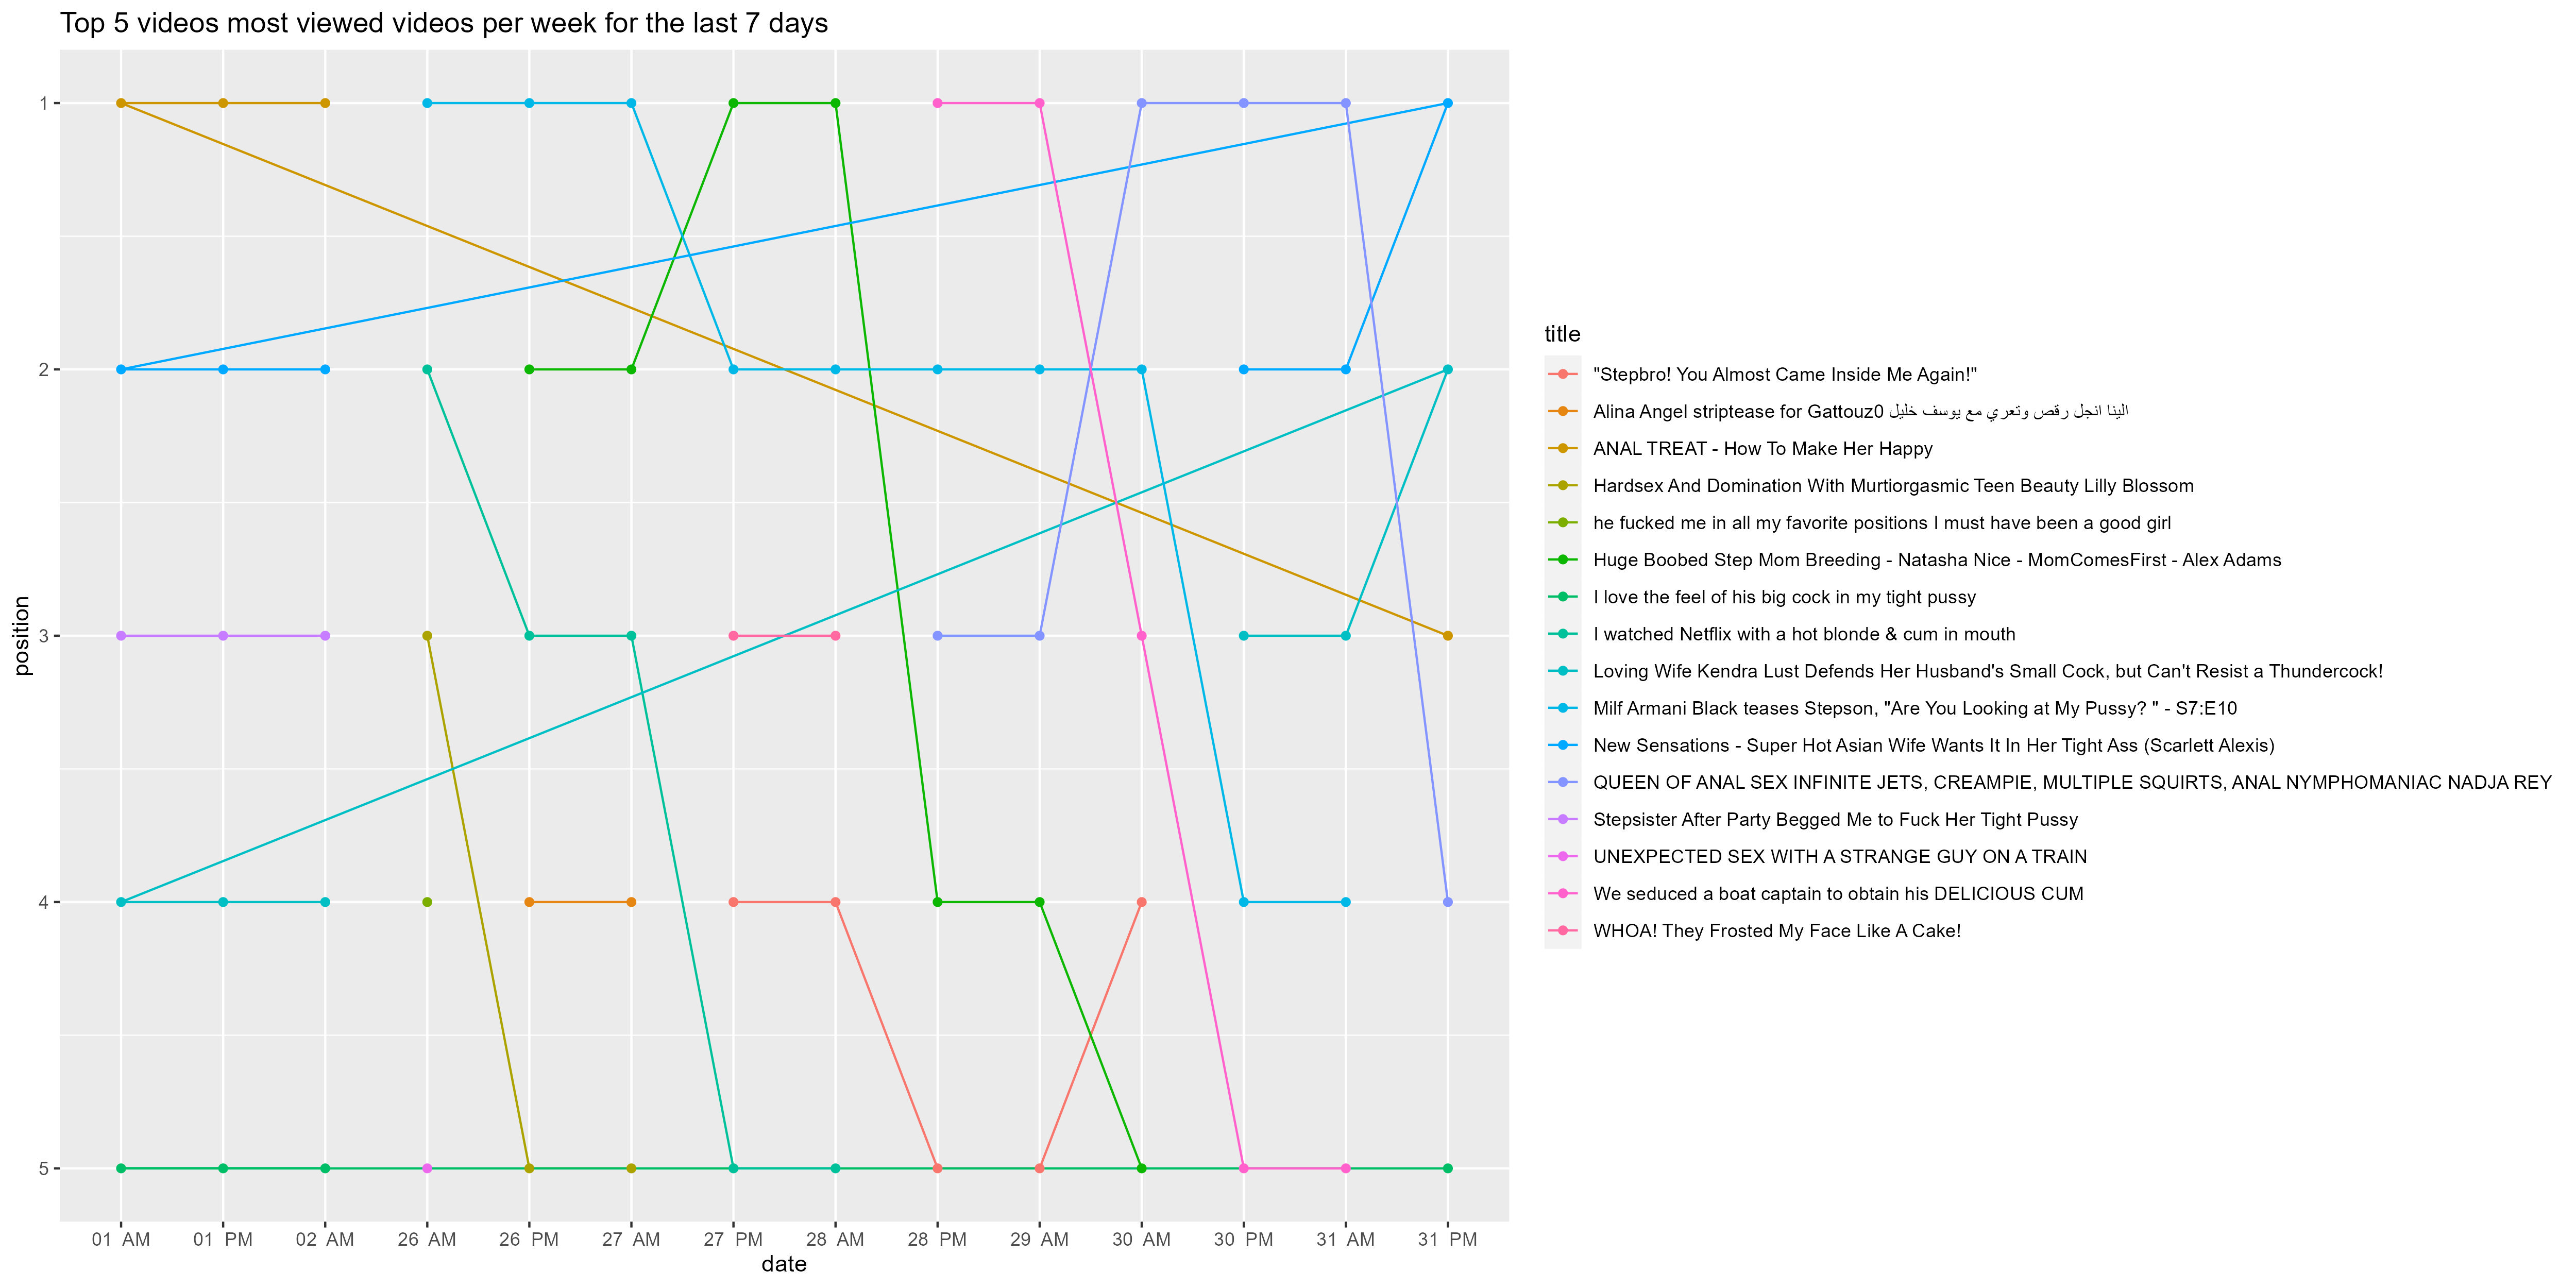 Top 5 videos most viewed videos per week for the last 7 days
position
1
2
3
4
5
01 AM
01 PM
02 AM
26 AM
26 PM
27 AM
27 PM
28 AM
28 PM
29 AM
30 AM
30 PM
31 AM
31 PM
date
title
"Stepbro! You Almost Came Inside Me Again!"
Alina Angel striptease for Gattouz0 الينا انجل رقص وتعري مع يوسف خليل
ANAL TREAT - How To Make Her Happy
Hardsex And Domination With Murtiorgasmic Teen Beauty Lilly Blossom
he fucked me in all my favorite positions I must have been a good girl
Huge Boobed Step Mom Breeding - Natasha Nice - MomComesFirst - Alex Adams
I love the feel of his big cock in my tight pussy
I watched Netflix with a hot blonde & cum in mouth
Loving Wife Kendra Lust Defends Her Husband's Small Cock, but Can't Resist a Thundercock!
Milf Armani Black teases Stepson, "Are You Looking at My Pussy? " - S7:E10
New Sensations - Super Hot Asian Wife Wants It In Her Tight Ass (Scarlett Alexis)
QUEEN OF ANAL SEX INFINITE JETS, CREAMPIE, MULTIPLE SQUIRTS, ANAL NYMPHOMANIAC NADJA REY
Stepsister After Party Begged Me to Fuck Her Tight Pussy
UNEXPECTED SEX WITH A STRANGE GUY ON A TRAIN
We seduced a boat captain to obtain his DELICIOUS CUM
WHOA! They Frosted My Face Like A Cake!